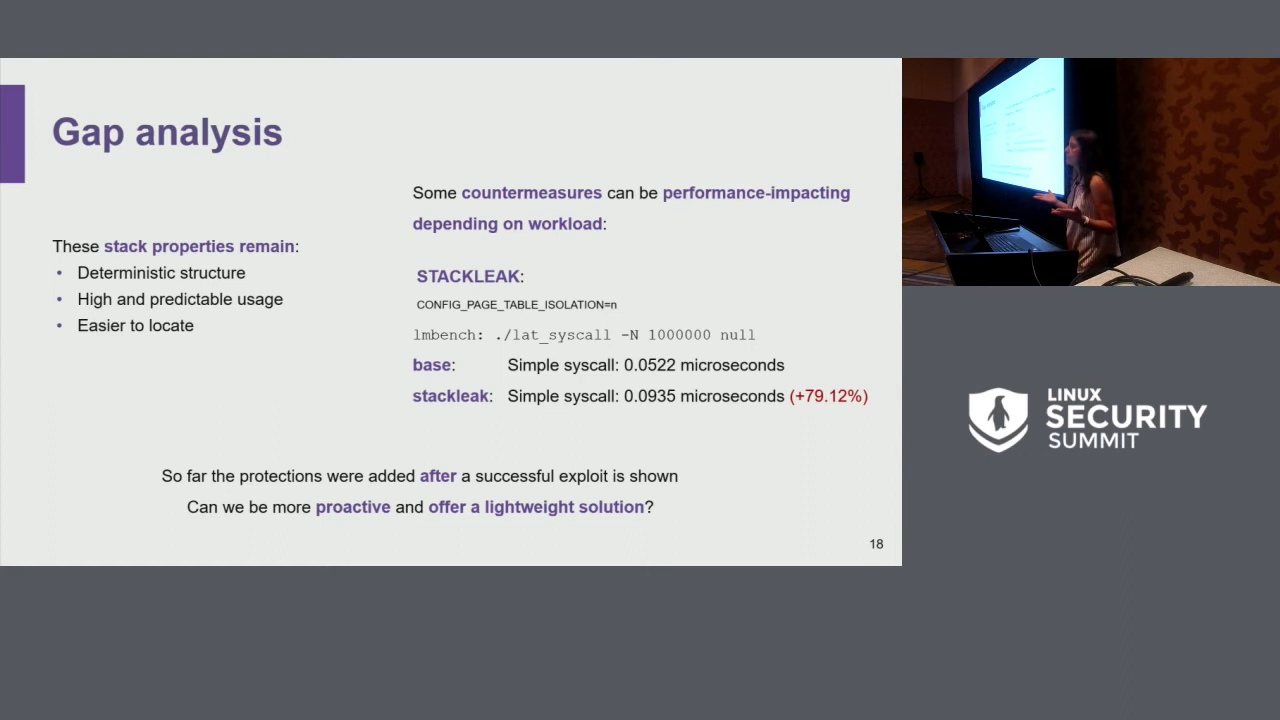 Gap analysis
These stack properties remain:
• Deterministic structure
• High and predictable usage
• Easier to locate
Some countermeasures can be performance-impacting
depending on workload:
STACKLEAK:
CONFIG_PAGE_TABLE_ISOLATION=n
lmbench: ./lat_syscall -N 1000000 null
base: Simple syscall: 0.0522 microseconds
stackleak: Simple syscall: 0.0935 microseconds (+79.12%)
So far the protections were added after a successful exploit is shown
Can we be more proactive and offer a lightweight solution?
18
LINUX
SECURITY
SUMMIT